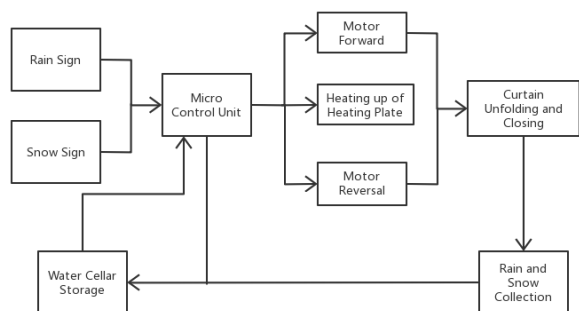 Rain Sign
Snow Sign
Micro
Control Unit
Motor
Forward
Heating up of
Heating Plate
Motor
Reversal
Curtain
Unfolding and
Closing
Water Cellar
Storage
Rain and
Snow
Collection